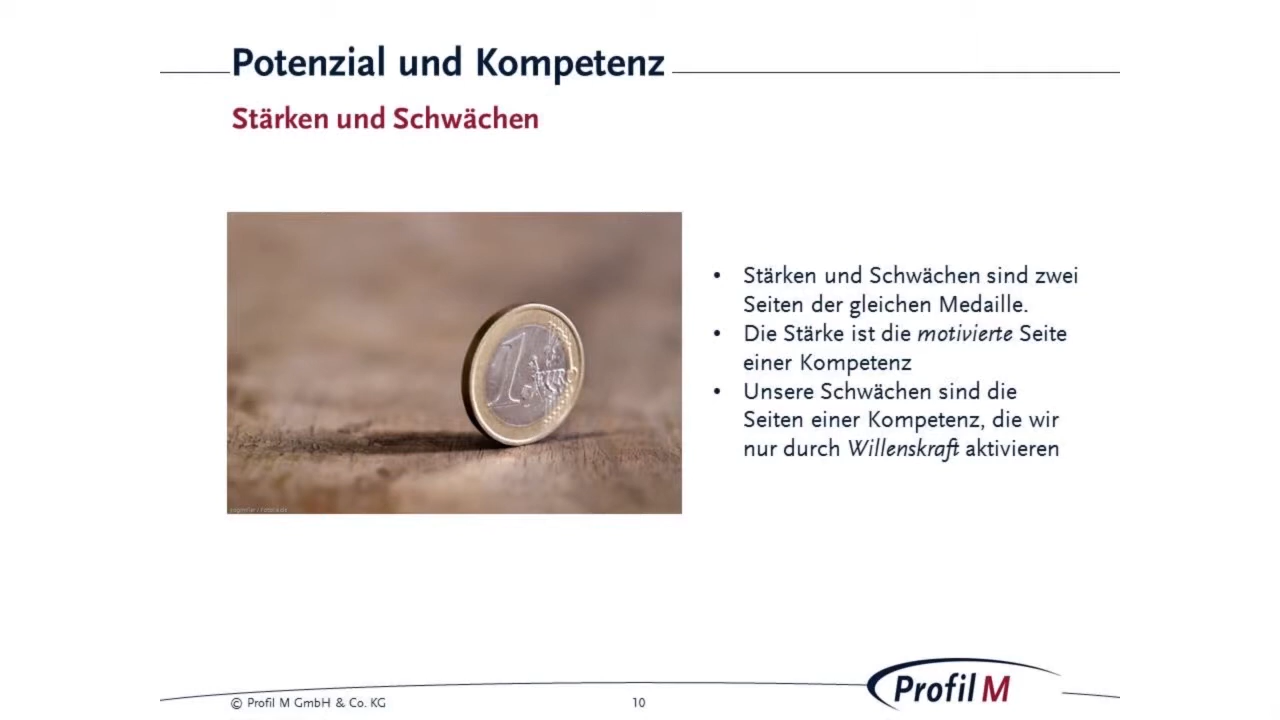 Potenzial und Kompetenz
Stärken und Schwächen
• Stärken und Schwächen sind zwei
Seiten der gleichen Medaille.
• Die Stärke ist die motivierte Seite
einer Kompetenz
• Unsere Schwächen sind die
Seiten einer Kompetenz, die wir
nur durch Willenskraft aktivieren
1
EURO
© Profil M GmbH & Co. KG
10
Profil M